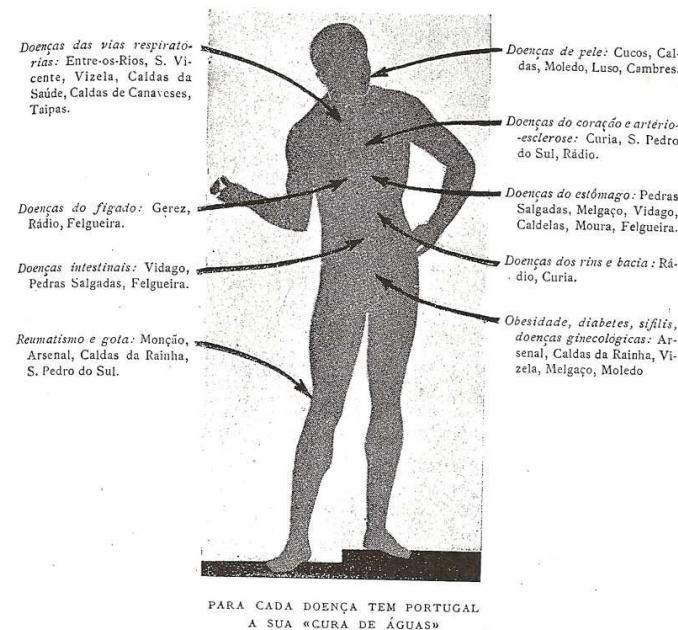 Doenças das vias respirató-
rias: Entre-os-Rios, S. Vi-
cente, Vizela, Caldas da
Saúde, Caldas de Canaveses,
Taipas.
Doenças do fígado: Gerez,
Rádio, Felgueira.
Doenças intestinais: Vidago,
Pedras Salgadas, Felgueira.
Reumatismo e gota: Monção,
Arsenal, Caldas da Rainha,
S. Pedro do Sul.
Doenças de pele: Cucos, Cal-
das, Moledo, Luso, Cambres.
Doenças do coração e artério-
-esclerose: Curia, S. Pedro
do Sul, Rádio.
Doenças do estômago: Pedras
Salgadas, Melgaço, Vidago,
Caldelas, Moura, Felgueira.
Doenças dos rins e bacia: Rá-
dio, Curia.
Obesidade, diabetes, sífilis,
doenças ginecológicas: Ar-
senal, Caldas da Rainha, Vi-
zela, Melgaço, Moledo
PARA CADA DOENÇA TEM PORTUGAL
A SUA «CURA DE ÁGUAS»